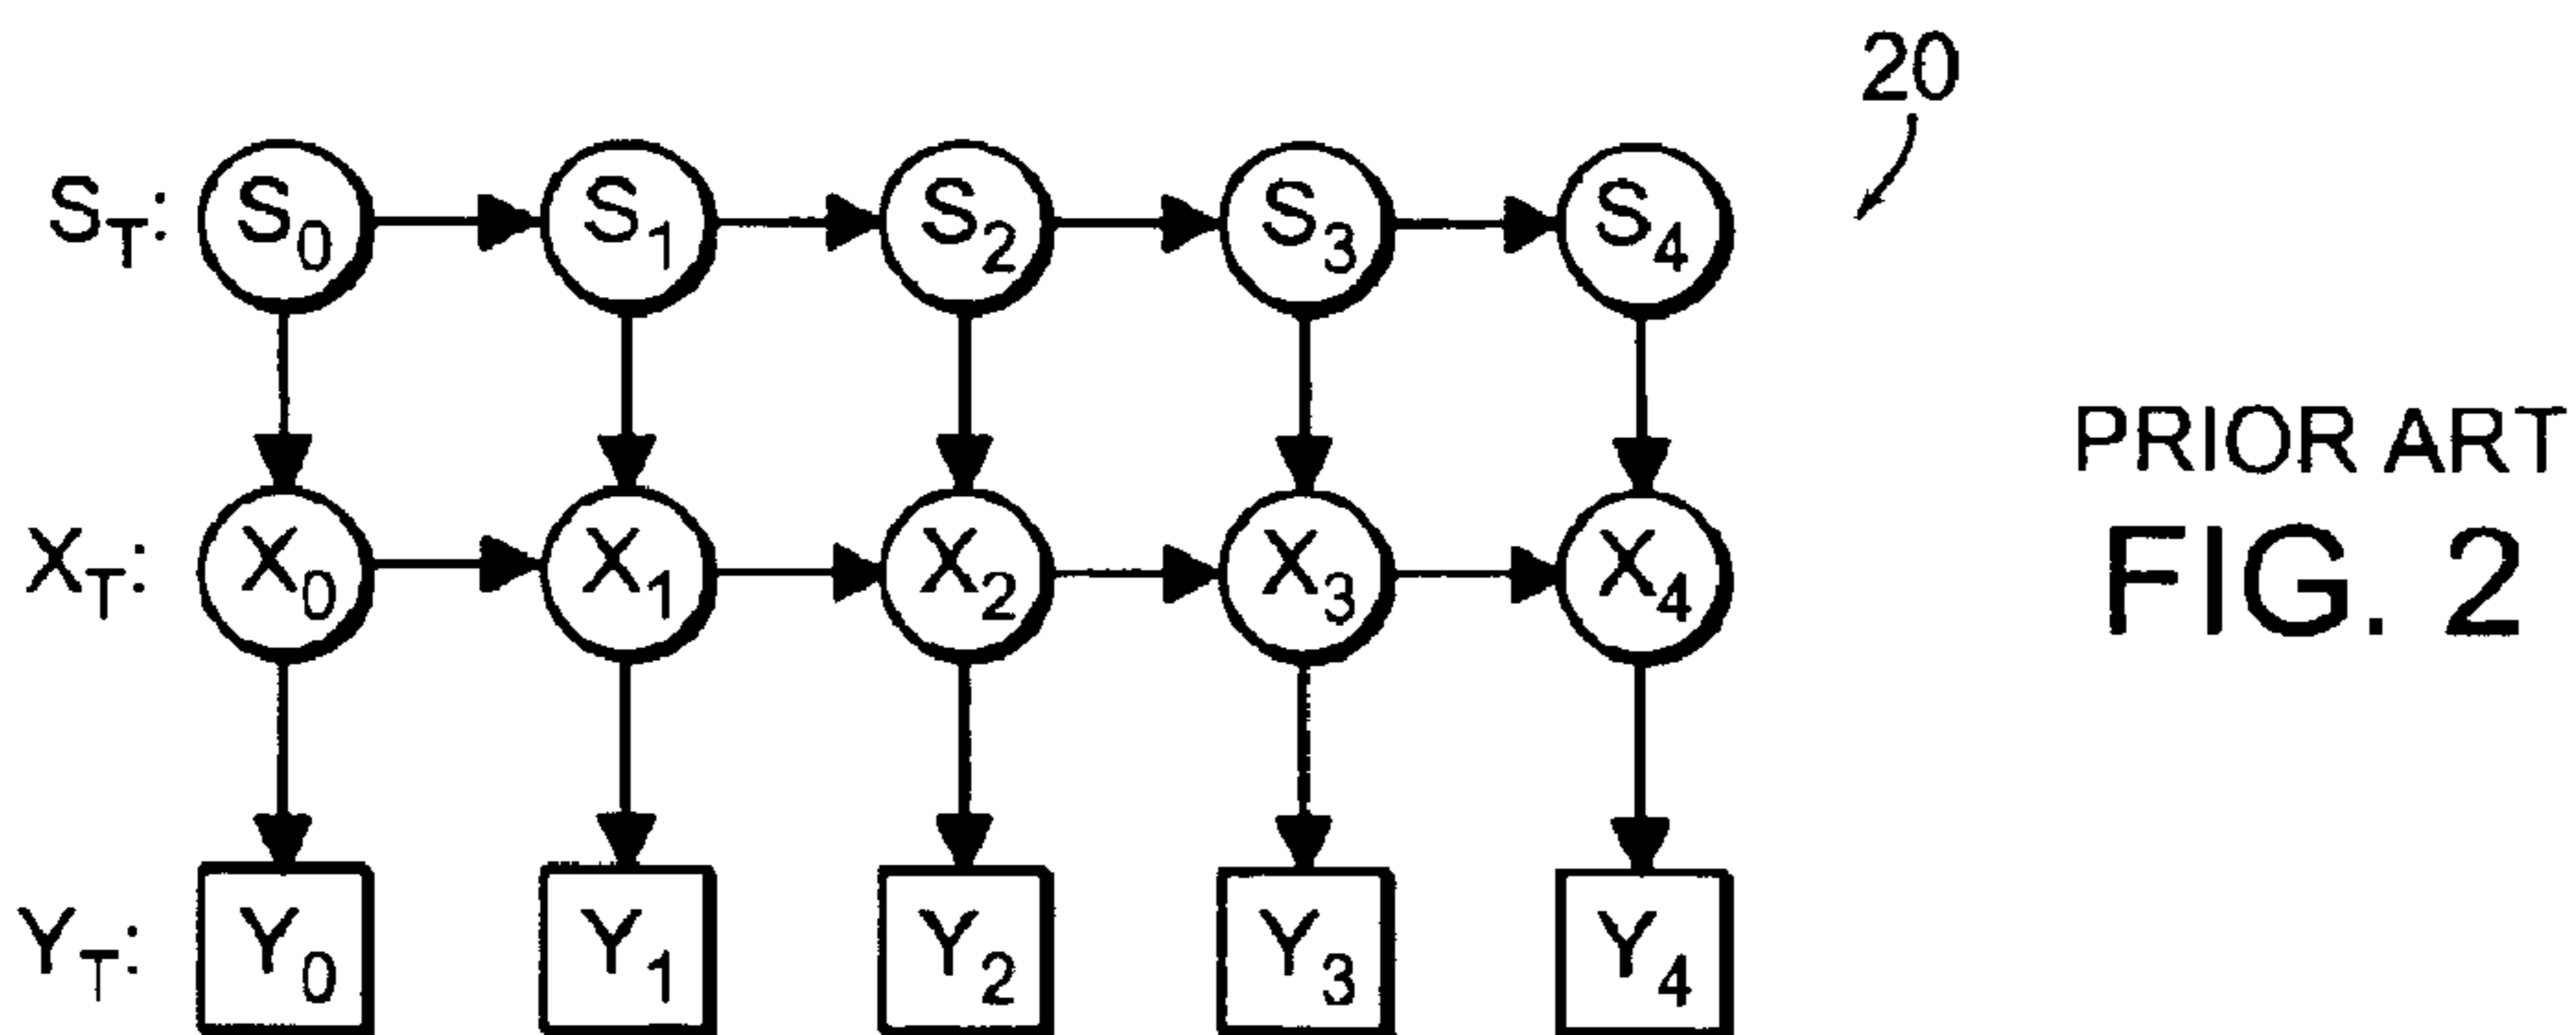 20
S_T: S_0 S_1 S_2 S_3 S_4
X_T: X_0 X_1 X_2 X_3 X_4
Y_T: Y_0 Y_1 Y_2 Y_3 Y_4
PRIOR ART
FIG. 2